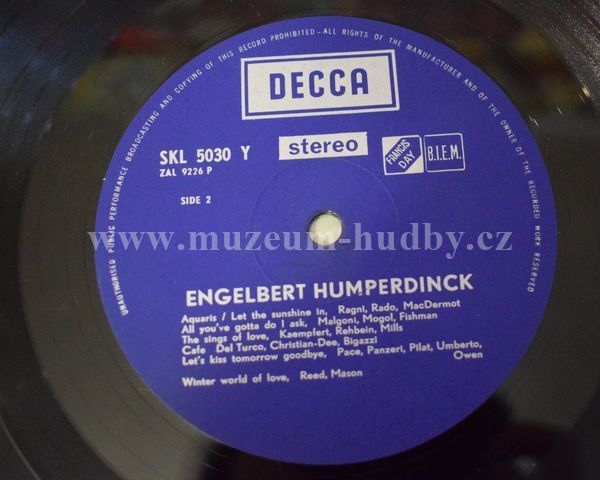 UNAUTHORISED PUBLIC PERFORMANCE BROADCASTING AND COPYING OF THIS RECORD PROHIBITED - ALL RIGHTS OF THE MANUFACTURER AND OF THE OWNER OF THE RECORDED WORK RESERVED
DECCA
SKL 5030 Y
stereo
FRANCIS DAY
B.I.E.M.
ZAL 9226 P
SIDE 2
www.muzeum-hudby.cz
ENGELBERT HUMPERDINCK
Aquaris / Let the sunshine in, Ragni, Rado, MacDermot
All you've gotta do i ask, Malgoni, Mogol, Fishman
The sings of love, Kaempfert, Rehbein, Mills
Cafe Del Turco, Christian-Dee, Bigazzi
Let's kiss tomorrow goodbye, Pace, Panzeri, Pilat, Umberto,
Owen
Winter world of love, Reed, Mason